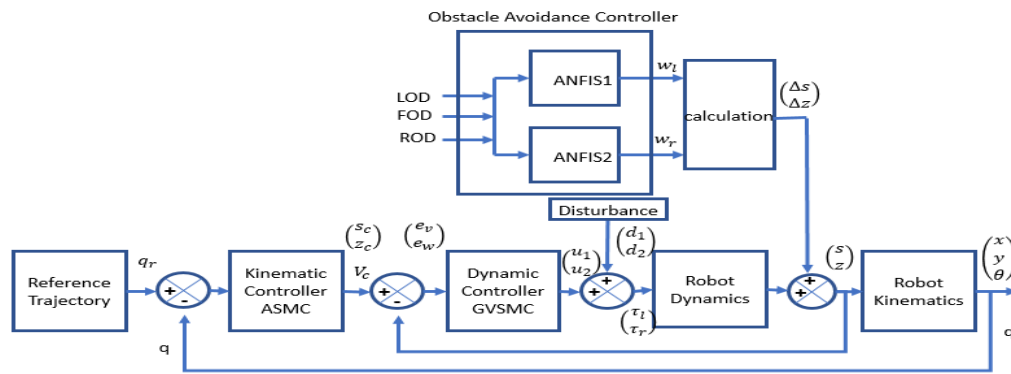 Obstacle Avoidance Controller
LOD
FOD
ROD
ANFIS1
ANFIS2
w_l
w_r
calculation
(Δs
Δz)
Disturbance
Reference
Trajectory
q_r
+
-
Kinematic
Controller
ASMC
(s_c
z_c)
V_c
+
-
(e_v
e_w)
Dynamic
Controller
GVSMC
(u_1
u_2)
(d_1
d_2)
+
+
(τ_l
τ_r)
Robot
Dynamics
+
+
(s
z)
Robot
Kinematics
(x
y
θ)
q
q